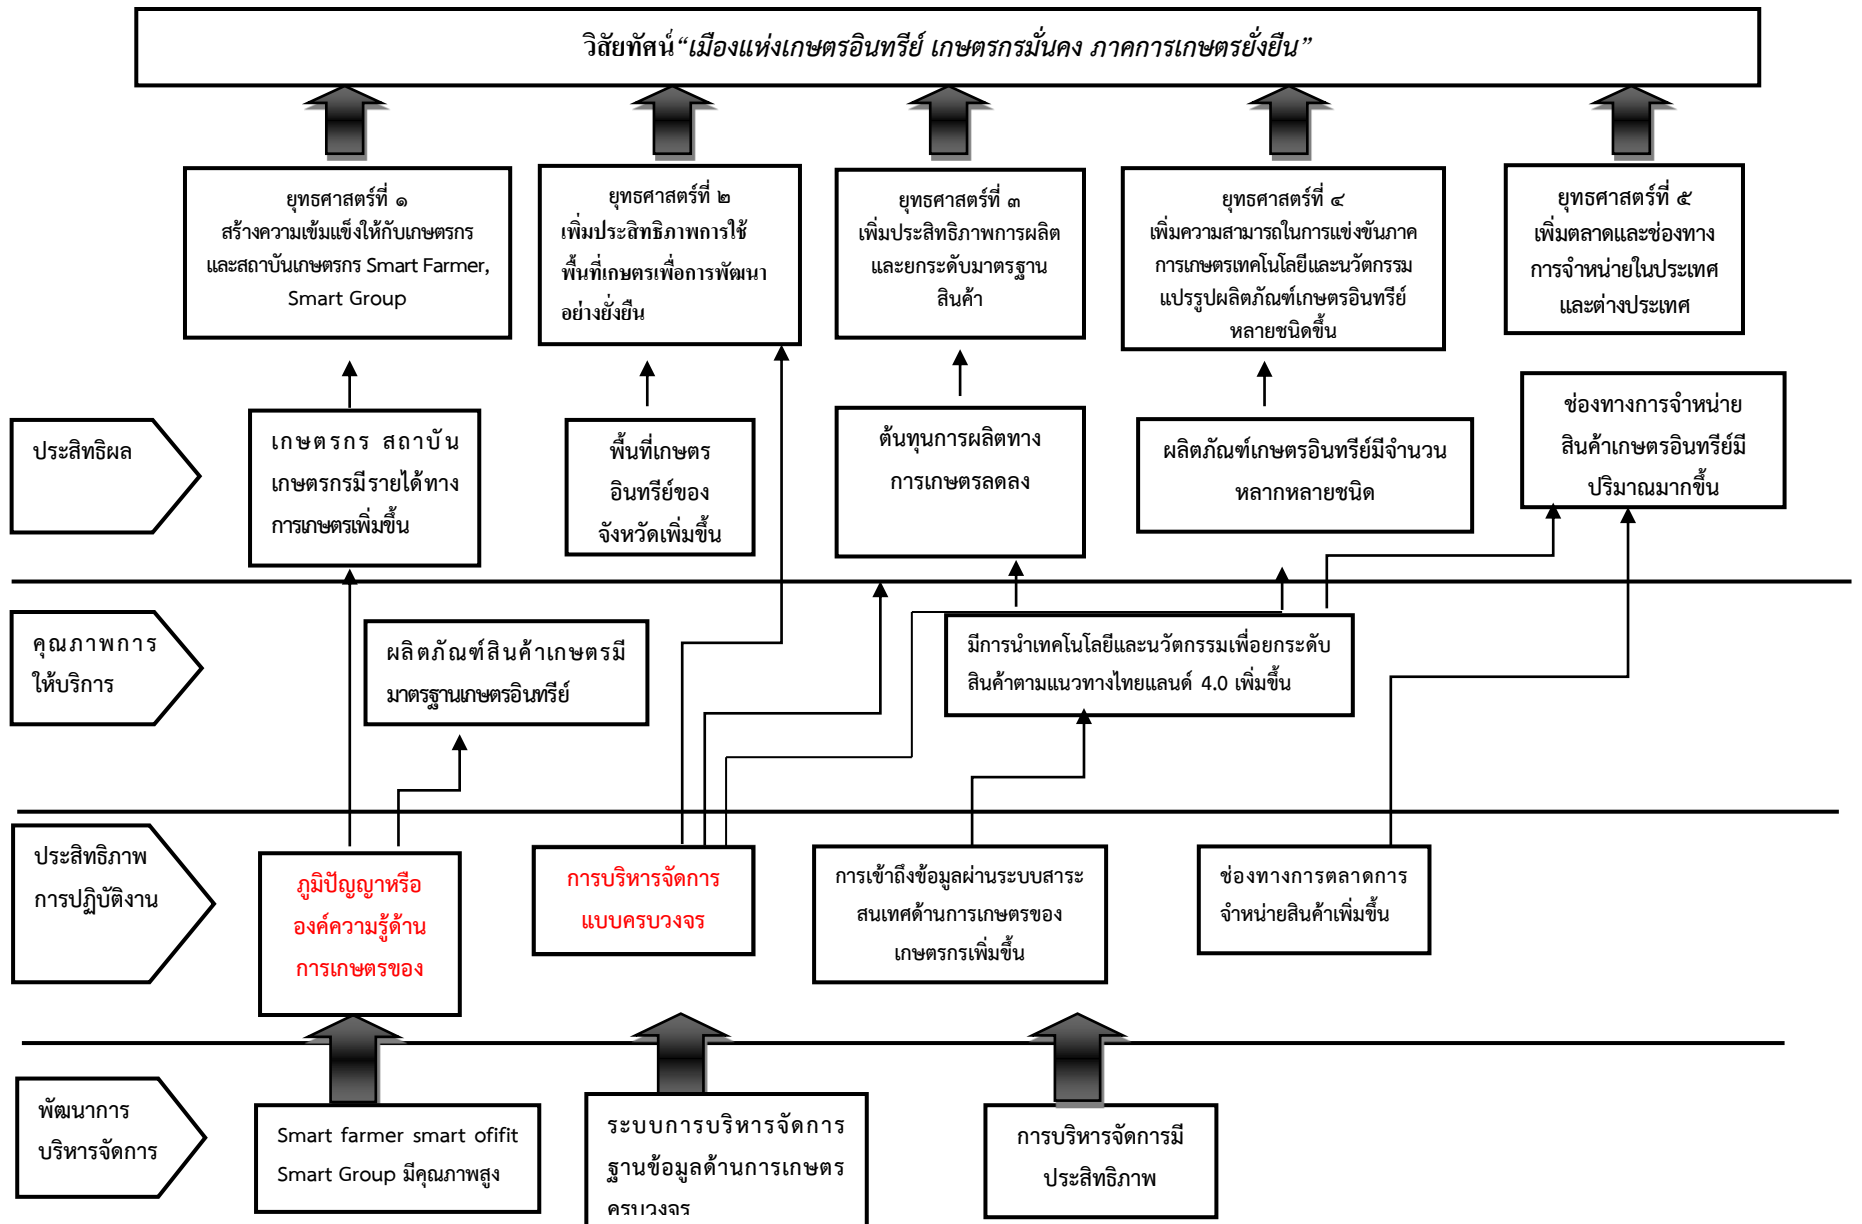 วิสัยทัศน์ “เมืองแห่งเกษตรอินทรีย์ เกษตรกรมั่นคง ภาคการเกษตรยั่งยืน”
ยุทธศาสตร์ที่ ๑
สร้างความเข้มแข็งให้กับเกษตรกร
และสถาบันเกษตรกร Smart Farmer,
Smart Group
ยุทธศาสตร์ที่ ๒
เพิ่มประสิทธิภาพการใช้
พื้นที่เกษตรเพื่อการพัฒนา
อย่างยั่งยืน
ยุทธศาสตร์ที่ ๓
เพิ่มประสิทธิภาพการผลิต
และยกระดับมาตรฐาน
สินค้า
ยุทธศาสตร์ที่ ๔
เพิ่มความสามารถในการแข่งขันภาค
การเกษตรเทคโนโลยีและนวัตกรรม
แปรรูปผลิตภัณฑ์เกษตรอินทรีย์
หลายชนิดขึ้น
ยุทธศาสตร์ที่ ๕
เพิ่มตลาดและช่องทาง
การจำหน่ายในประเทศ
และต่างประเทศ
ประสิทธิผล
เกษตรกร สถาบัน
เกษตรกรมีรายได้ทาง
การเกษตรเพิ่มขึ้น
พื้นที่เกษตร
อินทรีย์ของ
จังหวัดเพิ่มขึ้น
ต้นทุนการผลิตทาง
การเกษตรลดลง
ผลิตภัณฑ์เกษตรอินทรีย์มีจำนวน
หลากหลายชนิด
ช่องทางการจำหน่าย
สินค้าเกษตรอินทรีย์มี
ปริมาณมากขึ้น
คุณภาพการ
ให้บริการ
ผลิตภัณฑ์สินค้าเกษตรมี
มาตรฐานเกษตรอินทรีย์
มีการนำเทคโนโลยีและนวัตกรรมเพื่อยกระดับ
สินค้าตามแนวทางไทยแลนด์ 4.0 เพิ่มขึ้น
ประสิทธิภาพ
การปฏิบัติงาน
ภูมิปัญญาหรือ
องค์ความรู้ด้าน
การเกษตรของ
การบริหารจัดการ
แบบครบวงจร
การเข้าถึงข้อมูลผ่านระบบสาระ
สนเทศด้านการเกษตรของ
เกษตรกรเพิ่มขึ้น
ช่องทางการตลาดการ
จำหน่ายสินค้าเพิ่มขึ้น
พัฒนาการ
บริหารจัดการ
Smart farmer smart ofifit
Smart Group มีคุณภาพสูง
ระบบการบริหารจัดการ
ฐานข้อมูลด้านการเกษตร
ครบวงจร
การบริหารจัดการมี
ประสิทธิภาพ